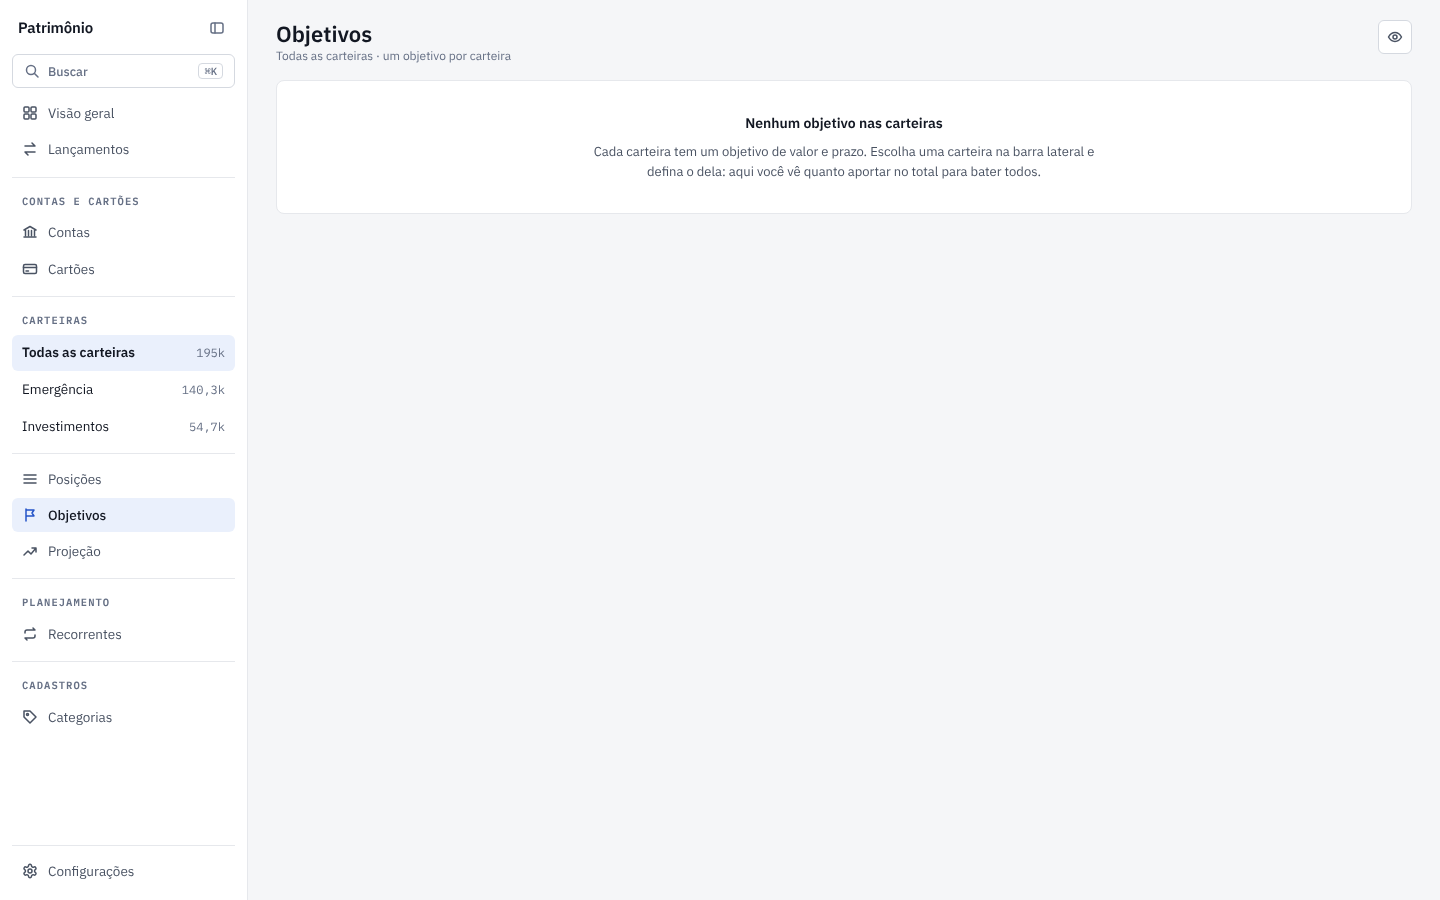 Patrimônio
Buscar ⌘K
Visão geral
Lançamentos
CONTAS E CARTÕES
Contas
Cartões
CARTEIRAS
Todas as carteiras 195k
Emergência 140,3k
Investimentos 54,7k
Posições
Objetivos
Projeção
PLANEJAMENTO
Recorrentes
CADASTROS
Categorias
Configurações
Objetivos
Todas as carteiras · um objetivo por carteira
Nenhum objetivo nas carteiras
Cada carteira tem um objetivo de valor e prazo. Escolha uma carteira na barra lateral e
defina o dela: aqui você vê quanto aportar no total para bater todos.